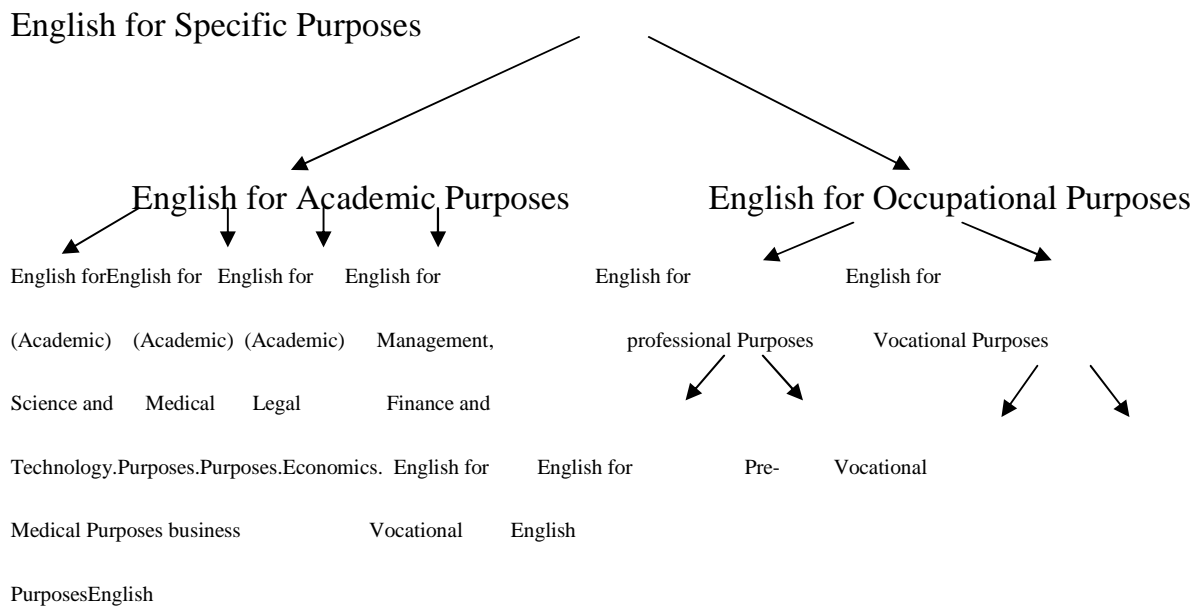 English for Specific Purposes
English for Academic Purposes English for Occupational Purposes
English forEnglish for English for English for English for English for
(Academic) (Academic) (Academic) Management, professional Purposes Vocational Purposes
Science and Medical Legal Finance and
Technology.Purposes.Purposes.Economics. English for English for Pre- Vocational
Medical Purposes business Vocational English
PurposesEnglish